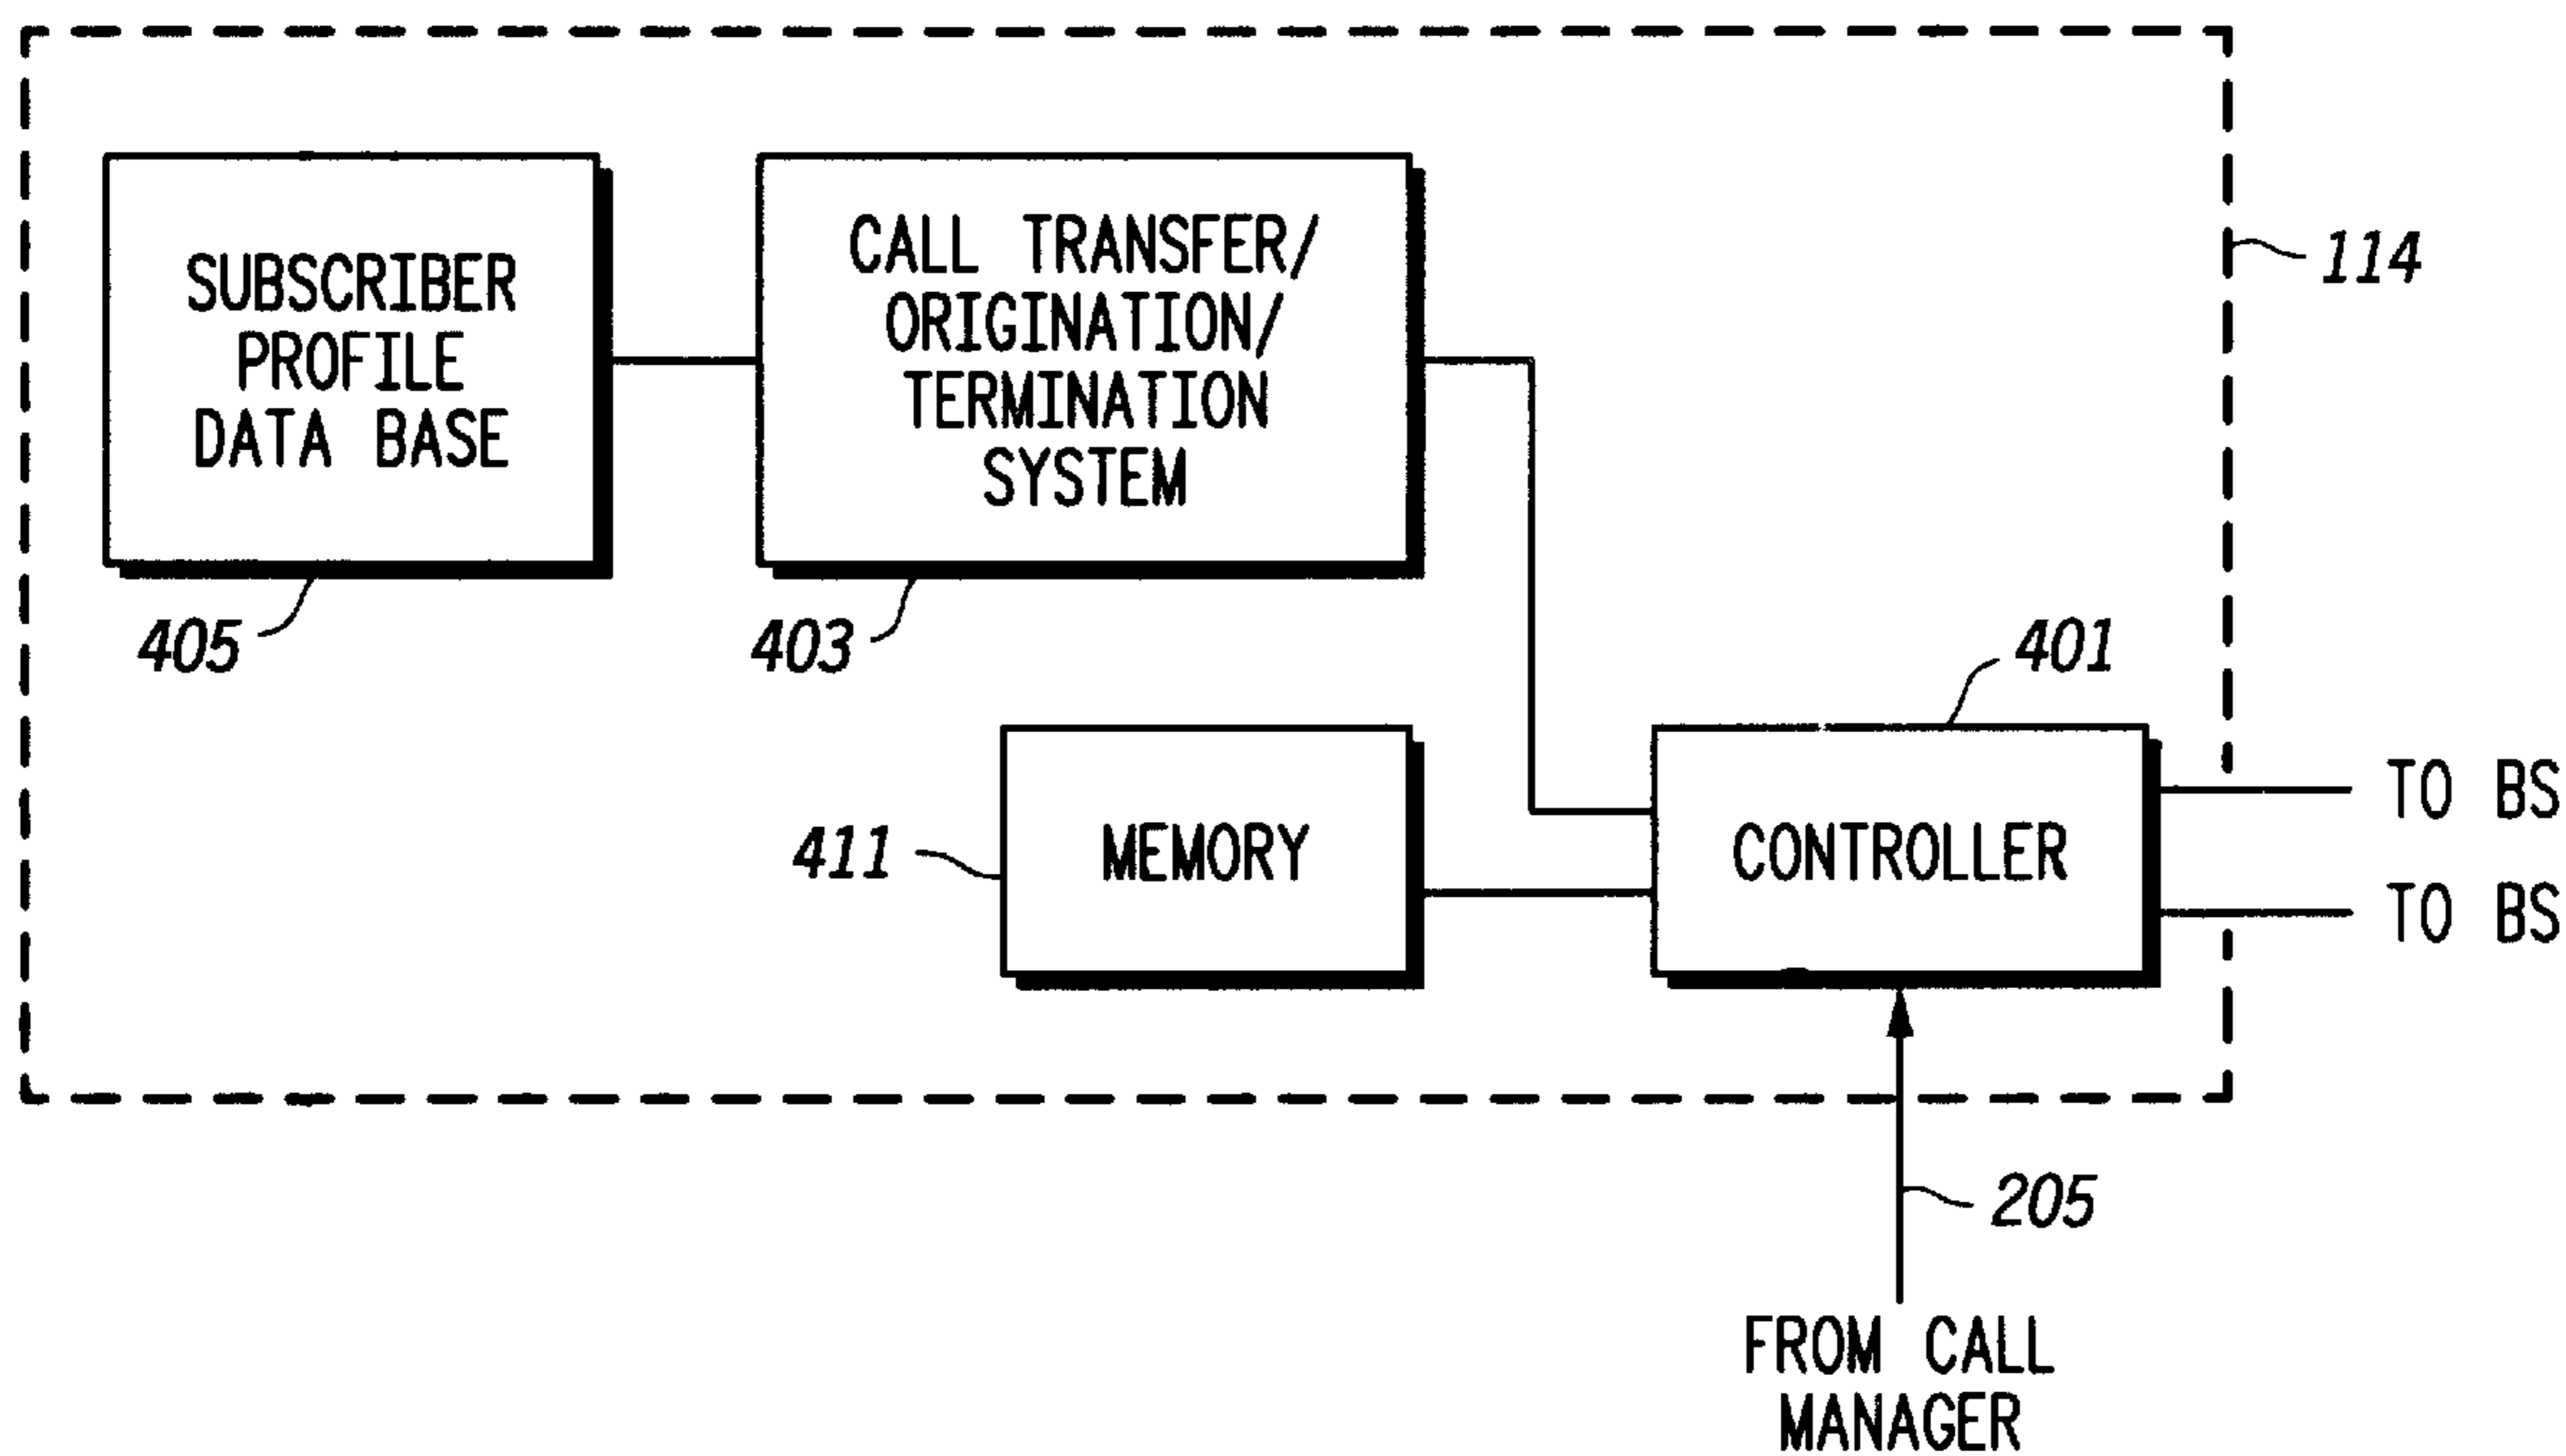 SUBSCRIBER
PROFILE
DATA BASE
405
CALL TRANSFER/
ORIGINATION/
TERMINATION
SYSTEM
403
114
MEMORY
411
CONTROLLER
401
TO BS
TO BS
205
FROM CALL
MANAGER